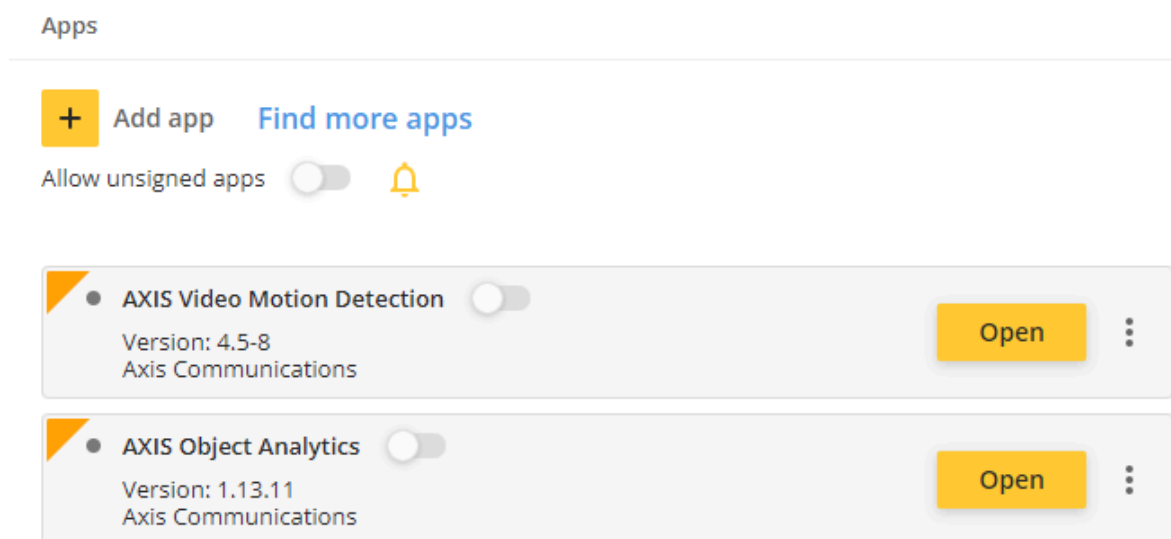 Apps
+ Add app Find more apps
Allow unsigned apps
AXIS Video Motion Detection
Version: 4.5-8
Axis Communications
Open
AXIS Object Analytics
Version: 1.13.11
Axis Communications
Open